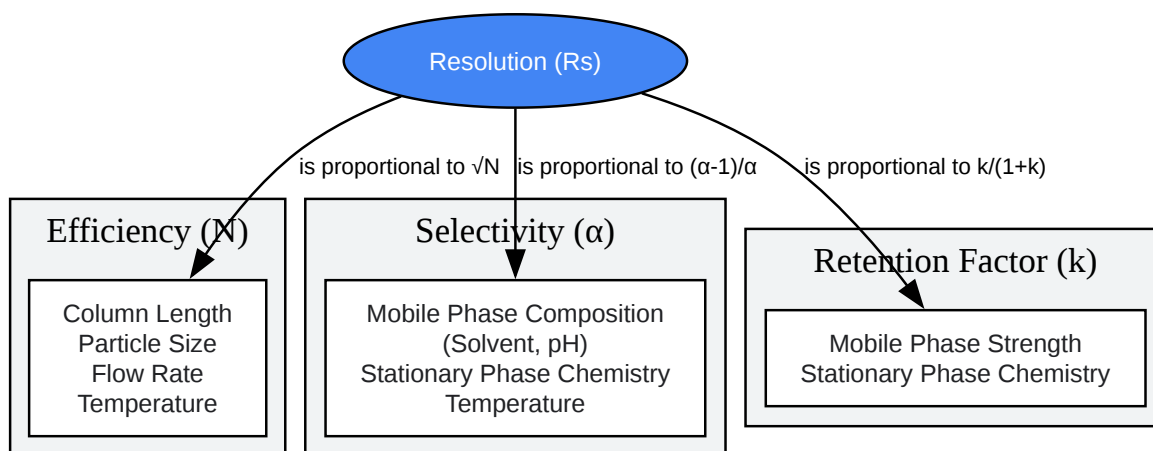 Resolution (Rs)
is proportional to √N
is proportional to (α-1)/α
is proportional to k/(1+k)
Efficiency (N)
Column Length
Particle Size
Flow Rate
Temperature
Selectivity (α)
Mobile Phase Composition
(Solvent, pH)
Stationary Phase Chemistry
Temperature
Retention Factor (k)
Mobile Phase Strength
Stationary Phase Chemistry